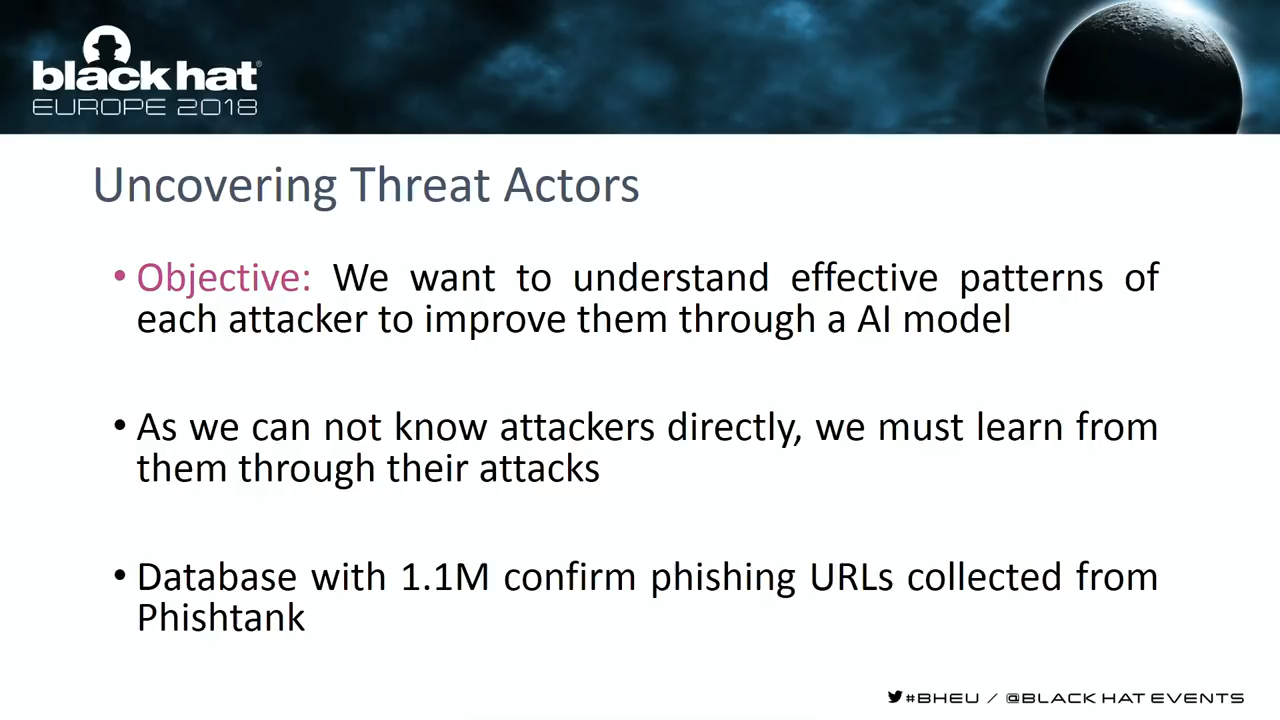 black hat®
EUROPE 2018
Uncovering Threat Actors
• Objective: We want to understand effective patterns of
each attacker to improve them through a AI model
• As we can not know attackers directly, we must learn from
them through their attacks
• Database with 1.1M confirm phishing URLs collected from
Phishtank
#BHEU / @BLACK HAT EVENTS